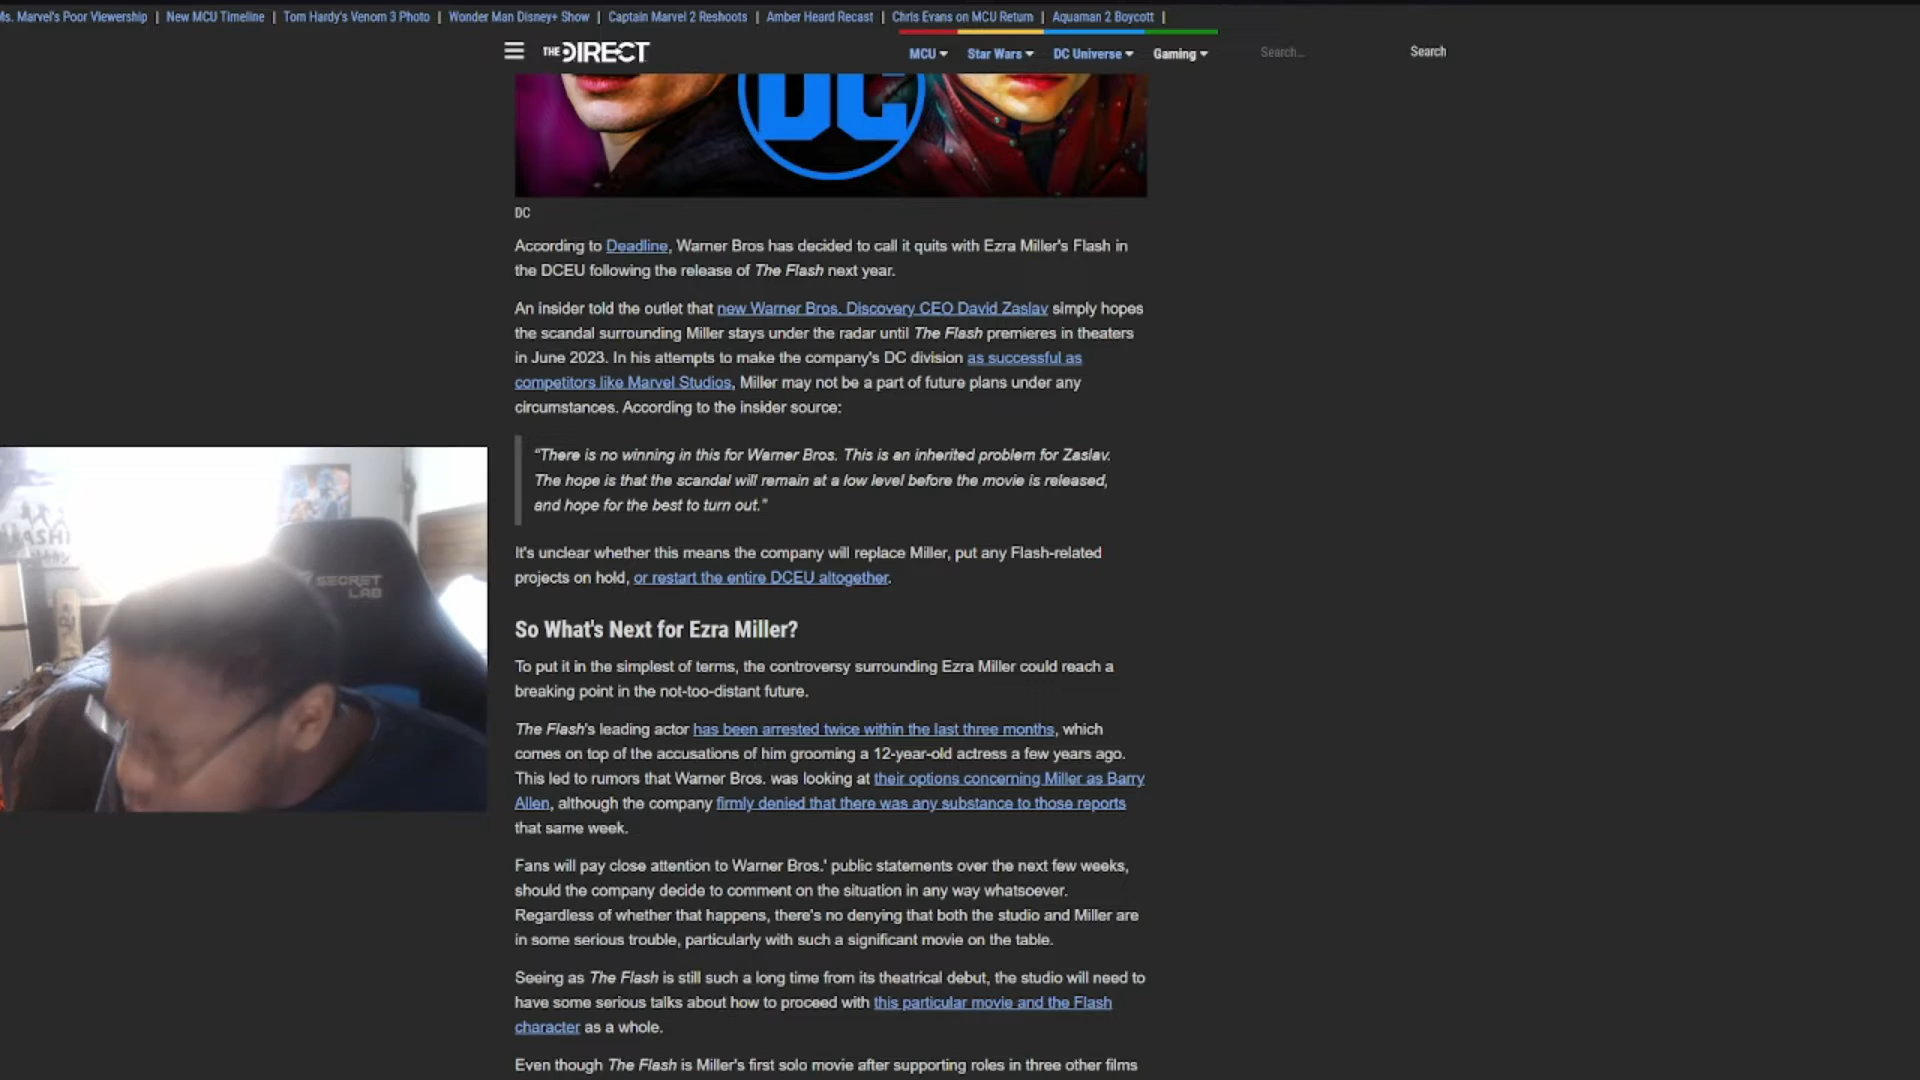 Ms. Marvel's Poor Viewership | New MCU Timeline | Tom Hardy's Venom 3 Photo | Wonder Man Disney+ Show | Captain Marvel 2 Reshoots | Amber Heard Recast | Chris Evans on MCU Return | Aquaman 2 Boycott |
THE DIRECT MCU Star Wars DC Universe Gaming Search... Search
DC
DC
According to Deadline, Warner Bros has decided to call it quits with Ezra Miller's Flash in
the DCEU following the release of The Flash next year.
An insider told the outlet that new Warner Bros. Discovery CEO David Zaslav simply hopes
the scandal surrounding Miller stays under the radar until The Flash premieres in theaters
in June 2023. In his attempts to make the company's DC division as successful as
competitors like Marvel Studios, Miller may not be a part of future plans under any
circumstances. According to the insider source:
“There is no winning in this for Warner Bros. This is an inherited problem for Zaslav.
The hope is that the scandal will remain at a low level before the movie is released,
and hope for the best to turn out.”
It's unclear whether this means the company will replace Miller, put any Flash-related
projects on hold, or restart the entire DCEU altogether.
SECRET
LAB
So What's Next for Ezra Miller?
To put it in the simplest of terms, the controversy surrounding Ezra Miller could reach a
breaking point in the not-too-distant future.
The Flash's leading actor has been arrested twice within the last three months, which
comes on top of the accusations of him grooming a 12-year-old actress a few years ago.
This led to rumors that Warner Bros. was looking at their options concerning Miller as Barry
Allen, although the company firmly denied that there was any substance to those reports
that same week.
Fans will pay close attention to Warner Bros.' public statements over the next few weeks,
should the company decide to comment on the situation in any way whatsoever.
Regardless of whether that happens, there's no denying that both the studio and Miller are
in some serious trouble, particularly with such a significant movie on the table.
Seeing as The Flash is still such a long time from its theatrical debut, the studio will need to
have some serious talks about how to proceed with this particular movie and the Flash
character as a whole.
Even though The Flash is Miller's first solo movie after supporting roles in three other films